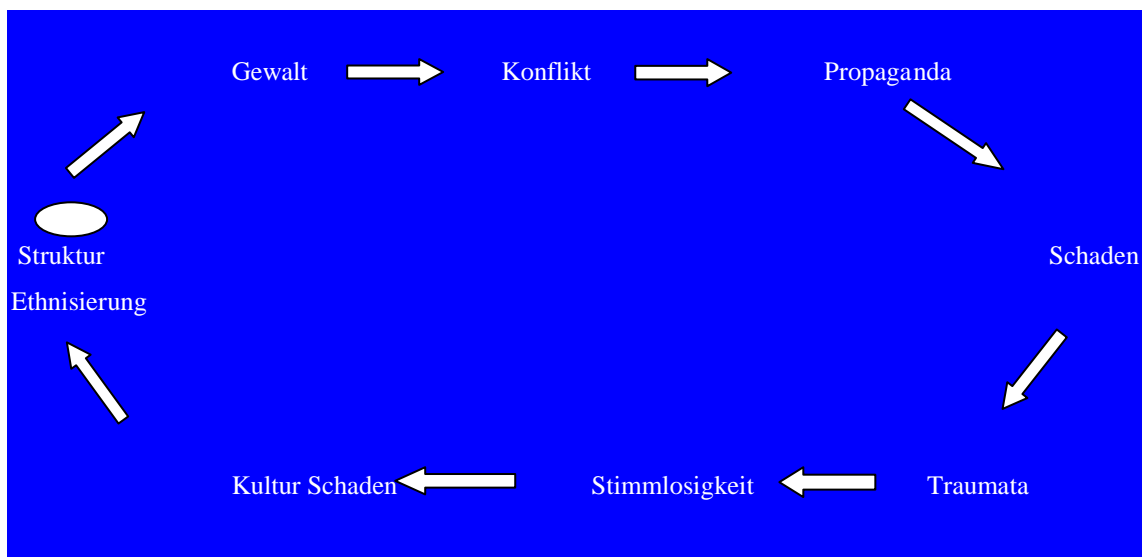 Gewalt
Konflikt
Propaganda
Struktur
Schaden
Ethnisierung
Kultur Schaden
Stimmlosigkeit
Traumata